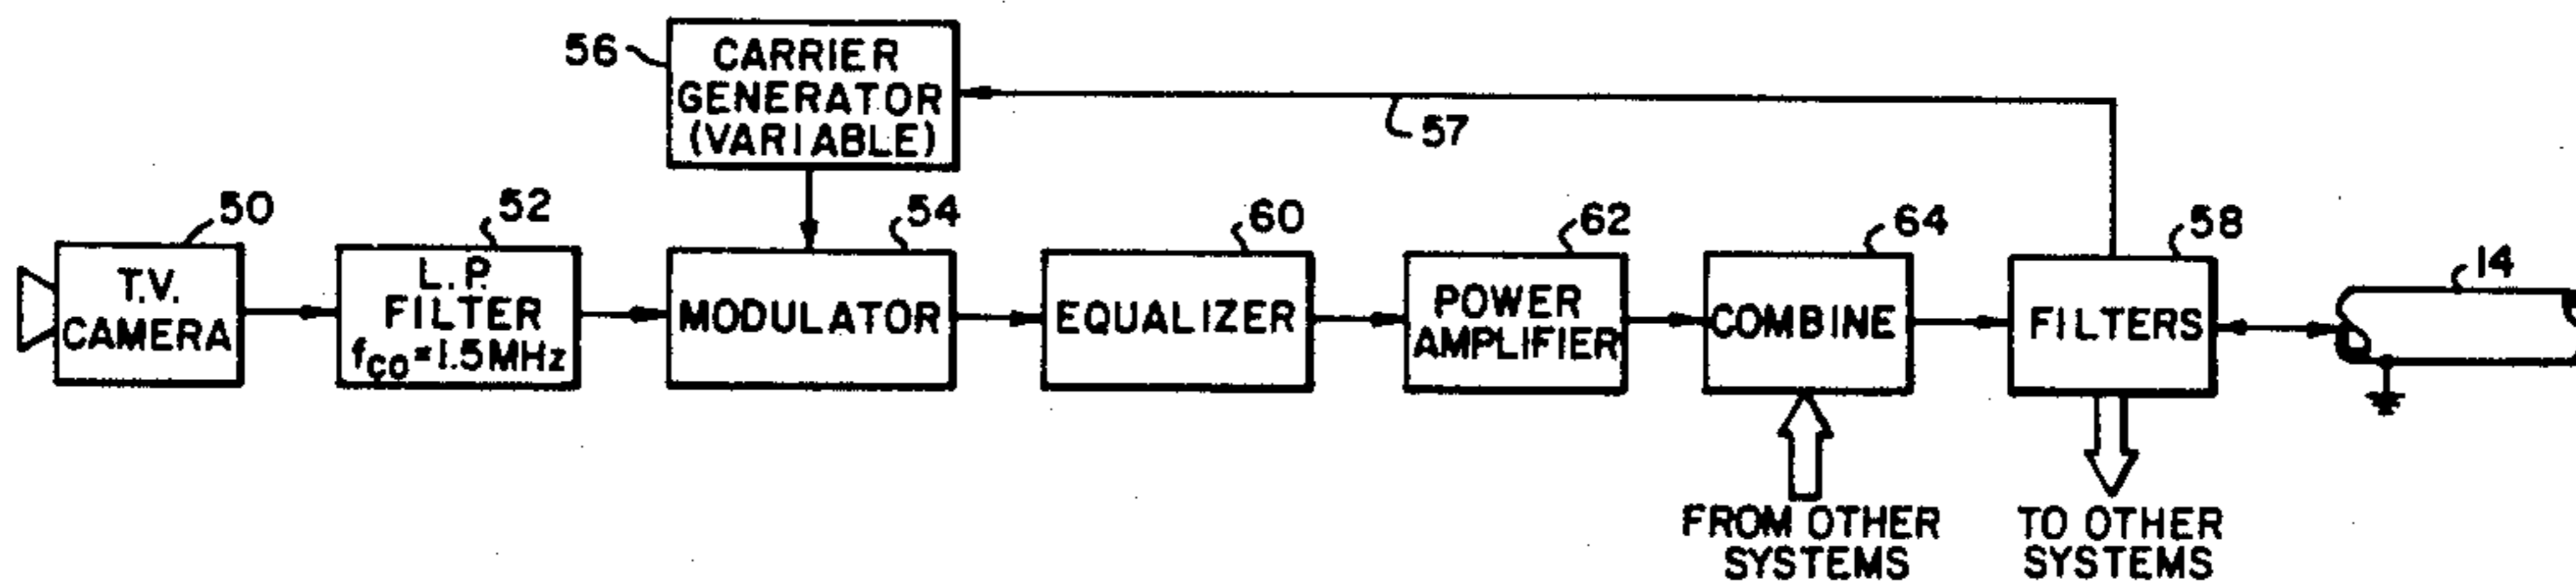 56
CARRIER
GENERATOR
(VARIABLE)
57
50
52
54
60
62
64
58
14
T.V.
CAMERA
L.P.
FILTER
fco=1.5MHz
MODULATOR
EQUALIZER
POWER
AMPLIFIER
COMBINE
FILTERS
FROM OTHER
SYSTEMS
TO OTHER
SYSTEMS